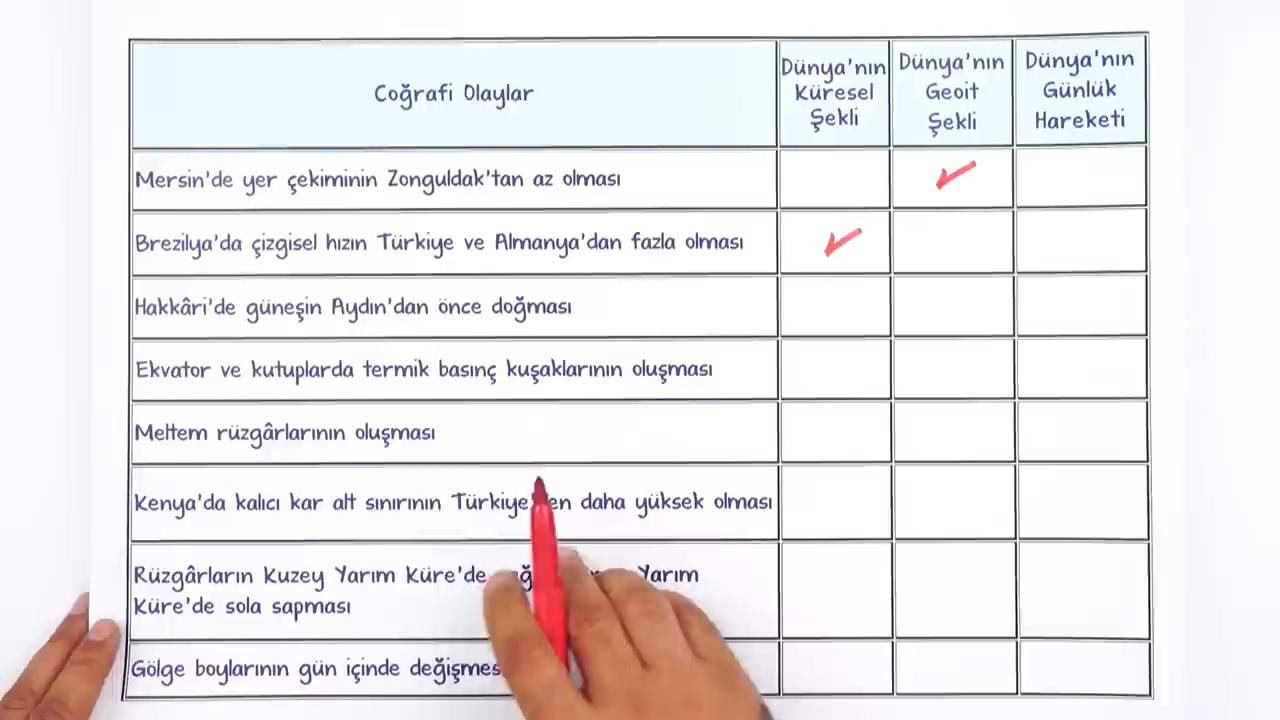 Coğrafi Olaylar
Dünya'nın
Küresel
Şekli
Dünya'nın
Geoit
Şekli
Dünya'nın
Günlük
Hareketi
Mersin'de yer çekiminin Zonguldak'tan az olması
Brezilya'da çizgisel hızın Türkiye ve Almanya'dan fazla olması
Hakkâri'de güneşin Aydın'dan önce doğması
Ekvator ve kutuplarda termik basınç kuşaklarının oluşması
Meltem rüzgârlarının oluşması
Kenya'da kalıcı kar alt sınırının daha yüksek olması
Rüzgârların Kuzey Yarım Küre'de Yarım
Küre'de sola sapması
Gölge boylarının gün içinde